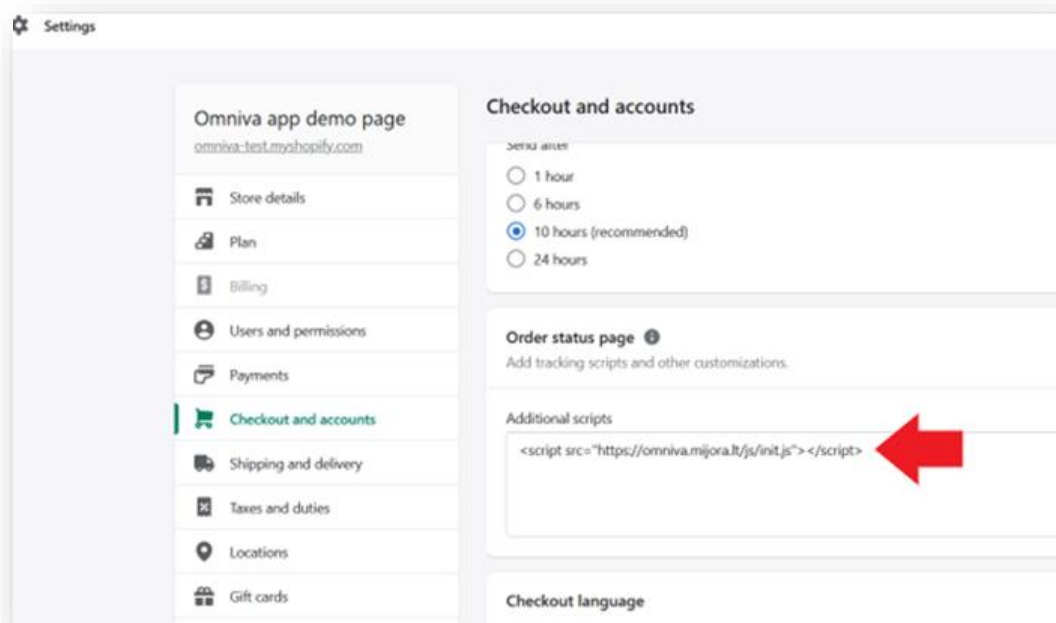 Settings
Omniva app demo page
omniva-test.myshopify.com
Store details
Plan
Billing
Users and permissions
Payments
Checkout and accounts
Shipping and delivery
Taxes and duties
Locations
Gift cards
Checkout and accounts
Send after
1 hour
6 hours
10 hours (recommended)
24 hours
Order status page
Add tracking scripts and other customizations.
Additional scripts
<script src="https://omniva.mijora.lt/js/init.js"></script>
Checkout language